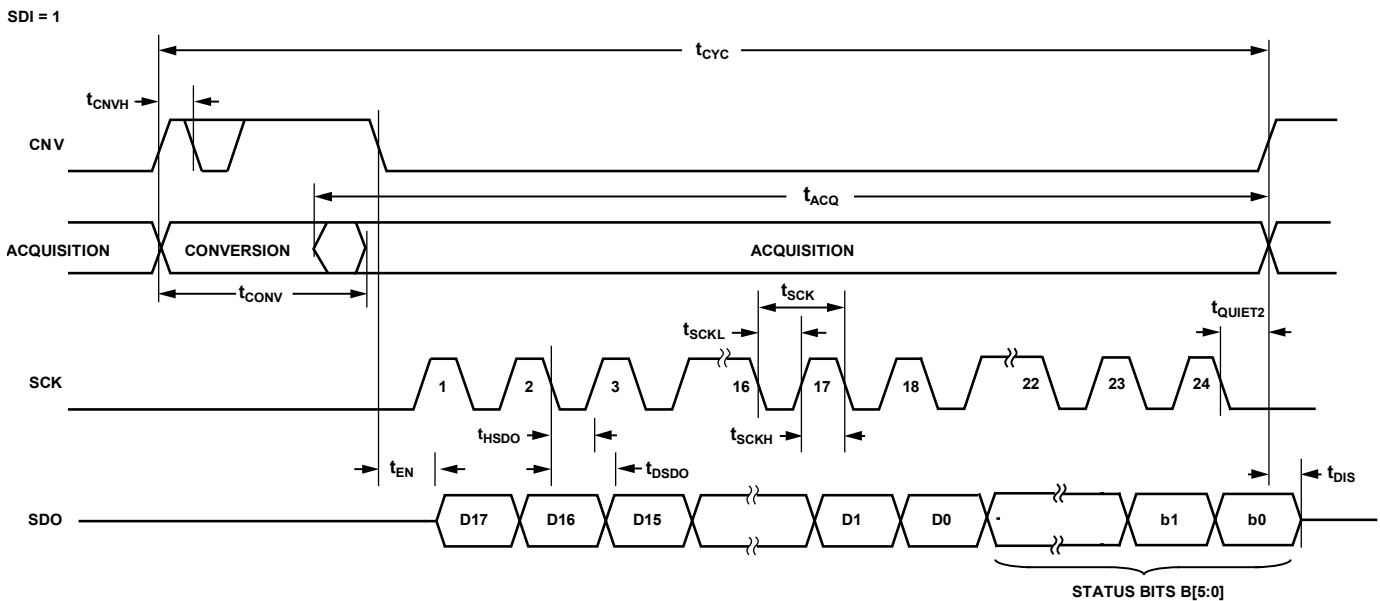 SDI = 1
tCYC
tCNVH
CNV
tACQ
ACQUISITION CONVERSION ACQUISITION
tCONV
tSCK
tQUIET2
tSCKL
SCK 1 2 3 16 17 18 22 23 24
tHSDO
tSCKH
tEN
tDSDO
tDIS
SDO D17 D16 D15 D1 D0 b1 b0
STATUS BITS B[5:0]